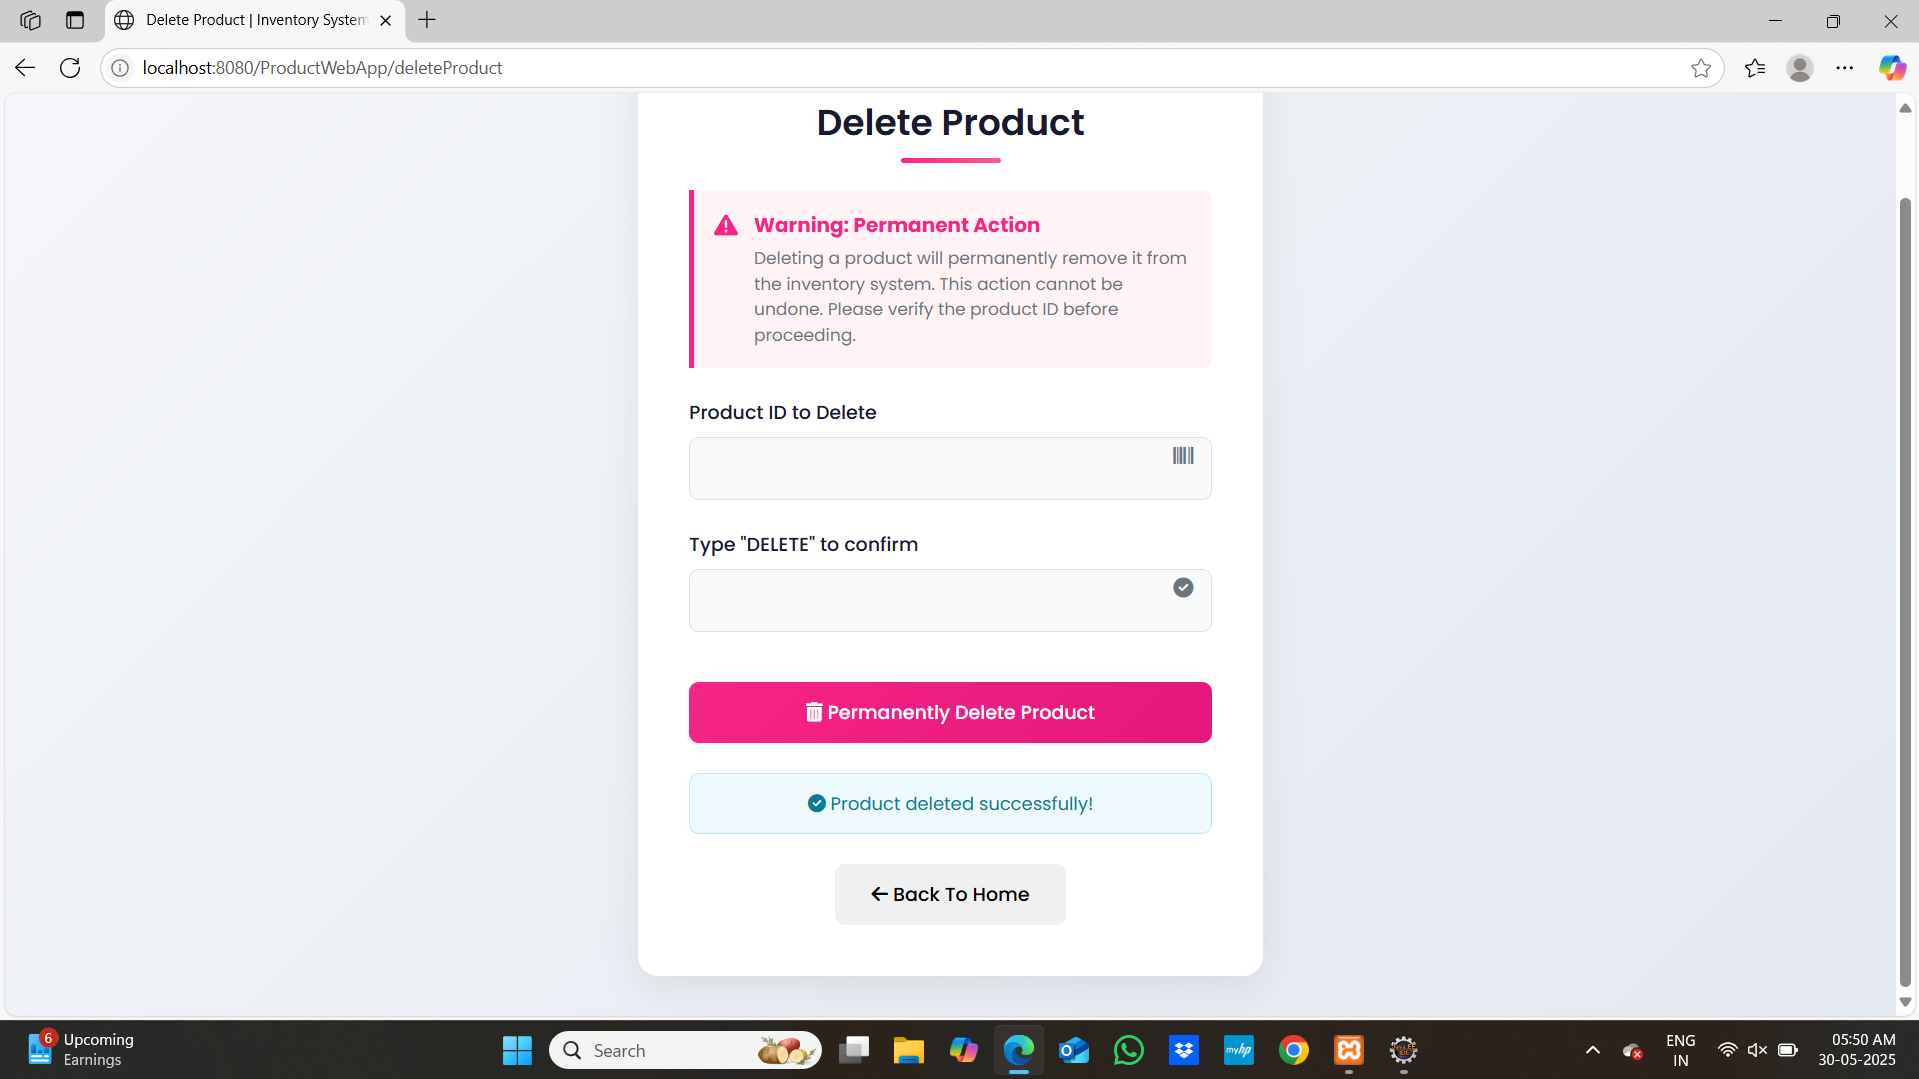 Delete Product | Inventory System
localhost:8080/ProductWebApp/deleteProduct
Delete Product
Warning: Permanent Action
Deleting a product will permanently remove it from
the inventory system. This action cannot be
undone. Please verify the product ID before
proceeding.
Product ID to Delete
Type "DELETE" to confirm
Permanently Delete Product
Product deleted successfully!
Back To Home
6
Upcoming
Earnings
Search
myhp
ENG
IN
05:50 AM
30-05-2025